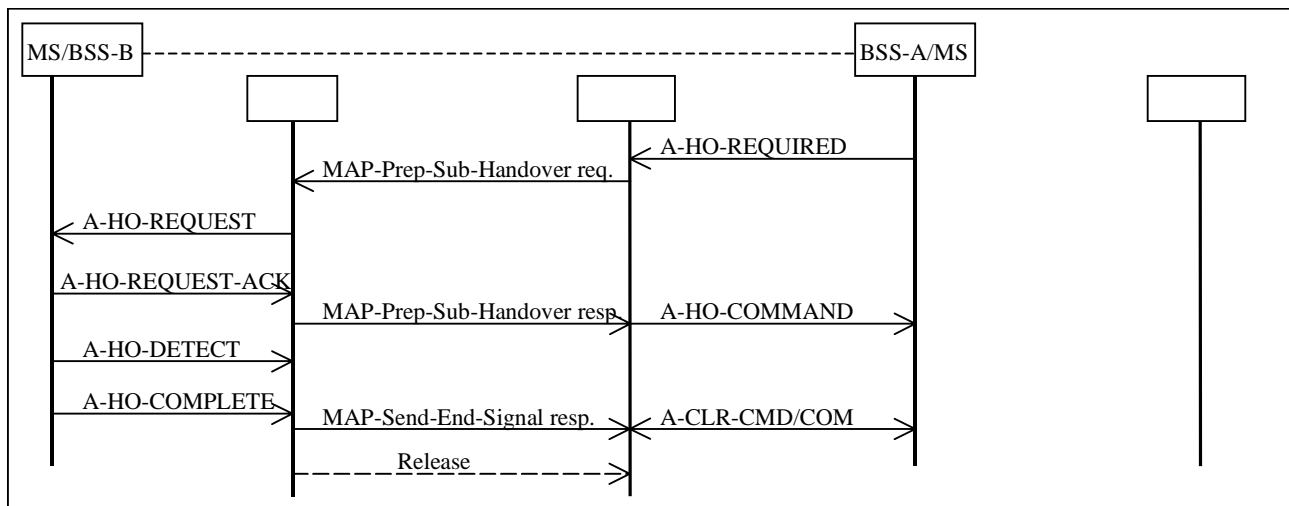 MS/BSS-B
BSS-A/MS
A-HO-REQUIRED
MAP-Prep-Sub-Handover req.
A-HO-REQUEST
A-HO-REQUEST-ACK
MAP-Prep-Sub-Handover resp.
A-HO-COMMAND
A-HO-DETECT
A-HO-COMPLETE
MAP-Send-End-Signal resp.
A-CLR-CMD/COM
Release